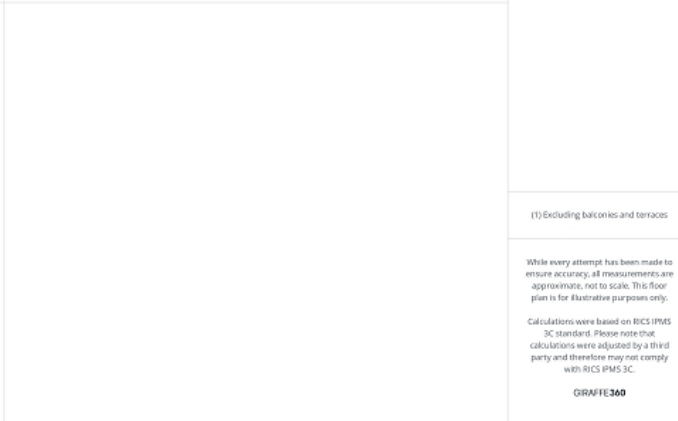 (1) Excluding balconies and terraces
While every attempt has been made to
ensure accuracy, all measurements are
approximate, not to scale. This floor
plan is for illustrative purposes only.
Calculations were based on RICS IPMS
3C standard. Please note that
calculations were adjusted by a third
party and therefore may not comply
with RICS IPMS 3C.
GIRAFFE360